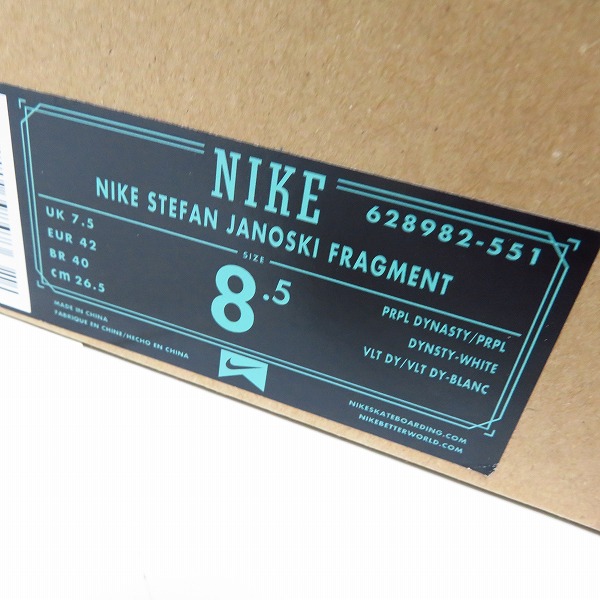 NIKE
NIKE STEFAN JANOSKI FRAGMENT
628982-551
UK 7.5
EUR 42
BR 40
cm 26.5
SIZE
8.5
MADE IN CHINA
FABRIQUE EN CHINE/HECHO EN CHINA
PRPL DYNASTY/PRPL
DYNSTY-WHITE
VLT DY/VLT DY-BLANC
NIKESKATEBOARDING.COM
NIKEBETTERWORLD.COM